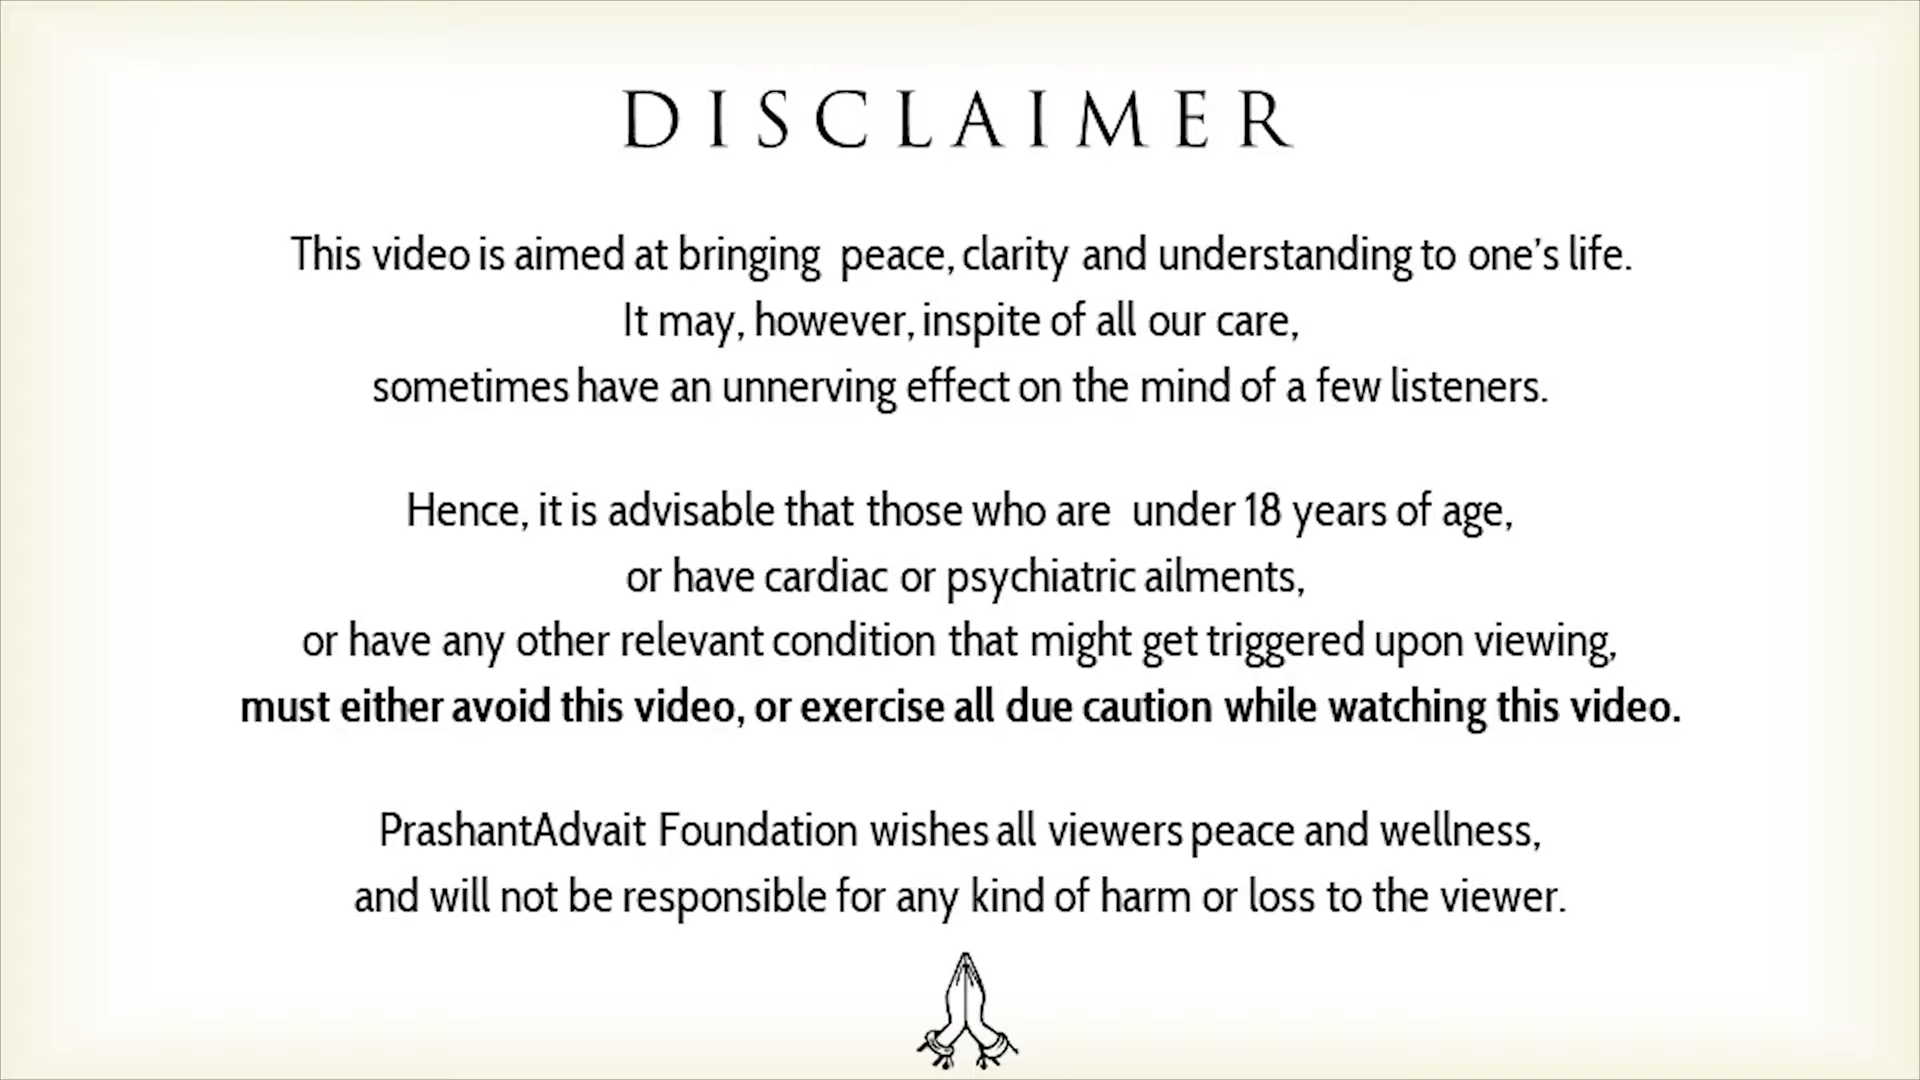 DISCLAIMER
This video is aimed at bringing peace, clarity and understanding to one's life.
It may, however, inspite of all our care,
sometimes have an unnerving effect on the mind of a few listeners.
Hence, it is advisable that those who are under 18 years of age,
or have cardiac or psychiatric ailments,
or have any other relevant condition that might get triggered upon viewing,
must either avoid this video, or exercise all due caution while watching this video.
PrashantAdvait Foundation wishes all viewers peace and wellness,
and will not be responsible for any kind of harm or loss to the viewer.